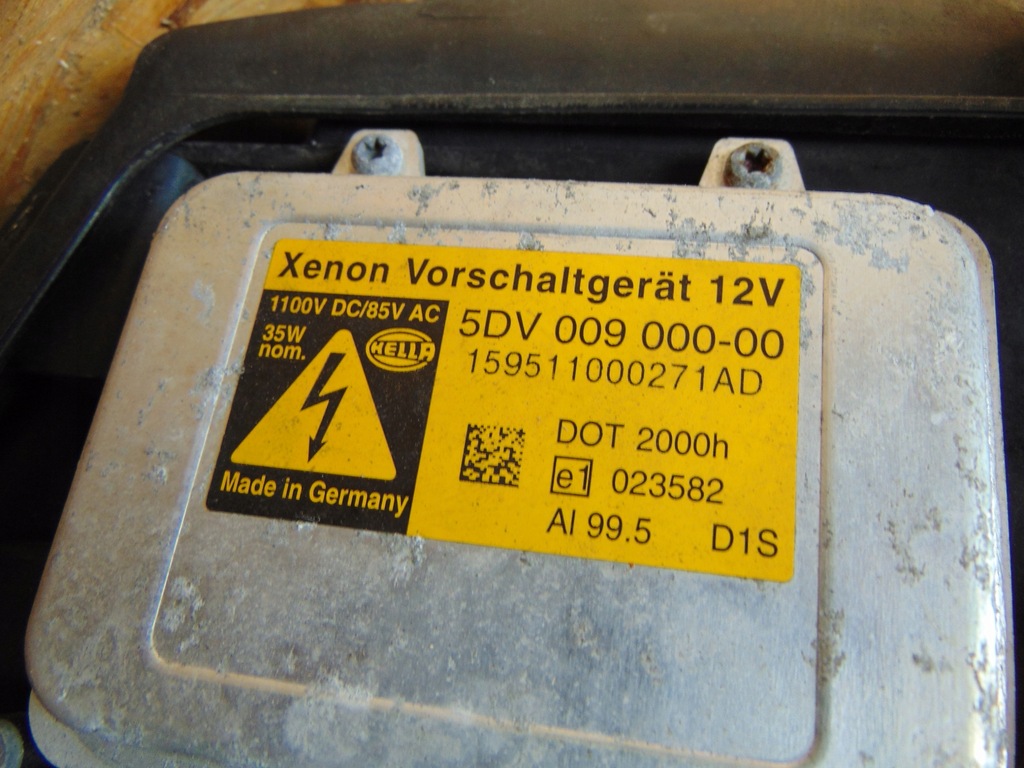 Xenon Vorschaltgerät 12V
1100V DC/85V AC
35W
nom.
HELLA
Made in Germany
5DV 009 000-00
159511000271AD
DOT 2000h
e1 023582
Al 99.5 D1S